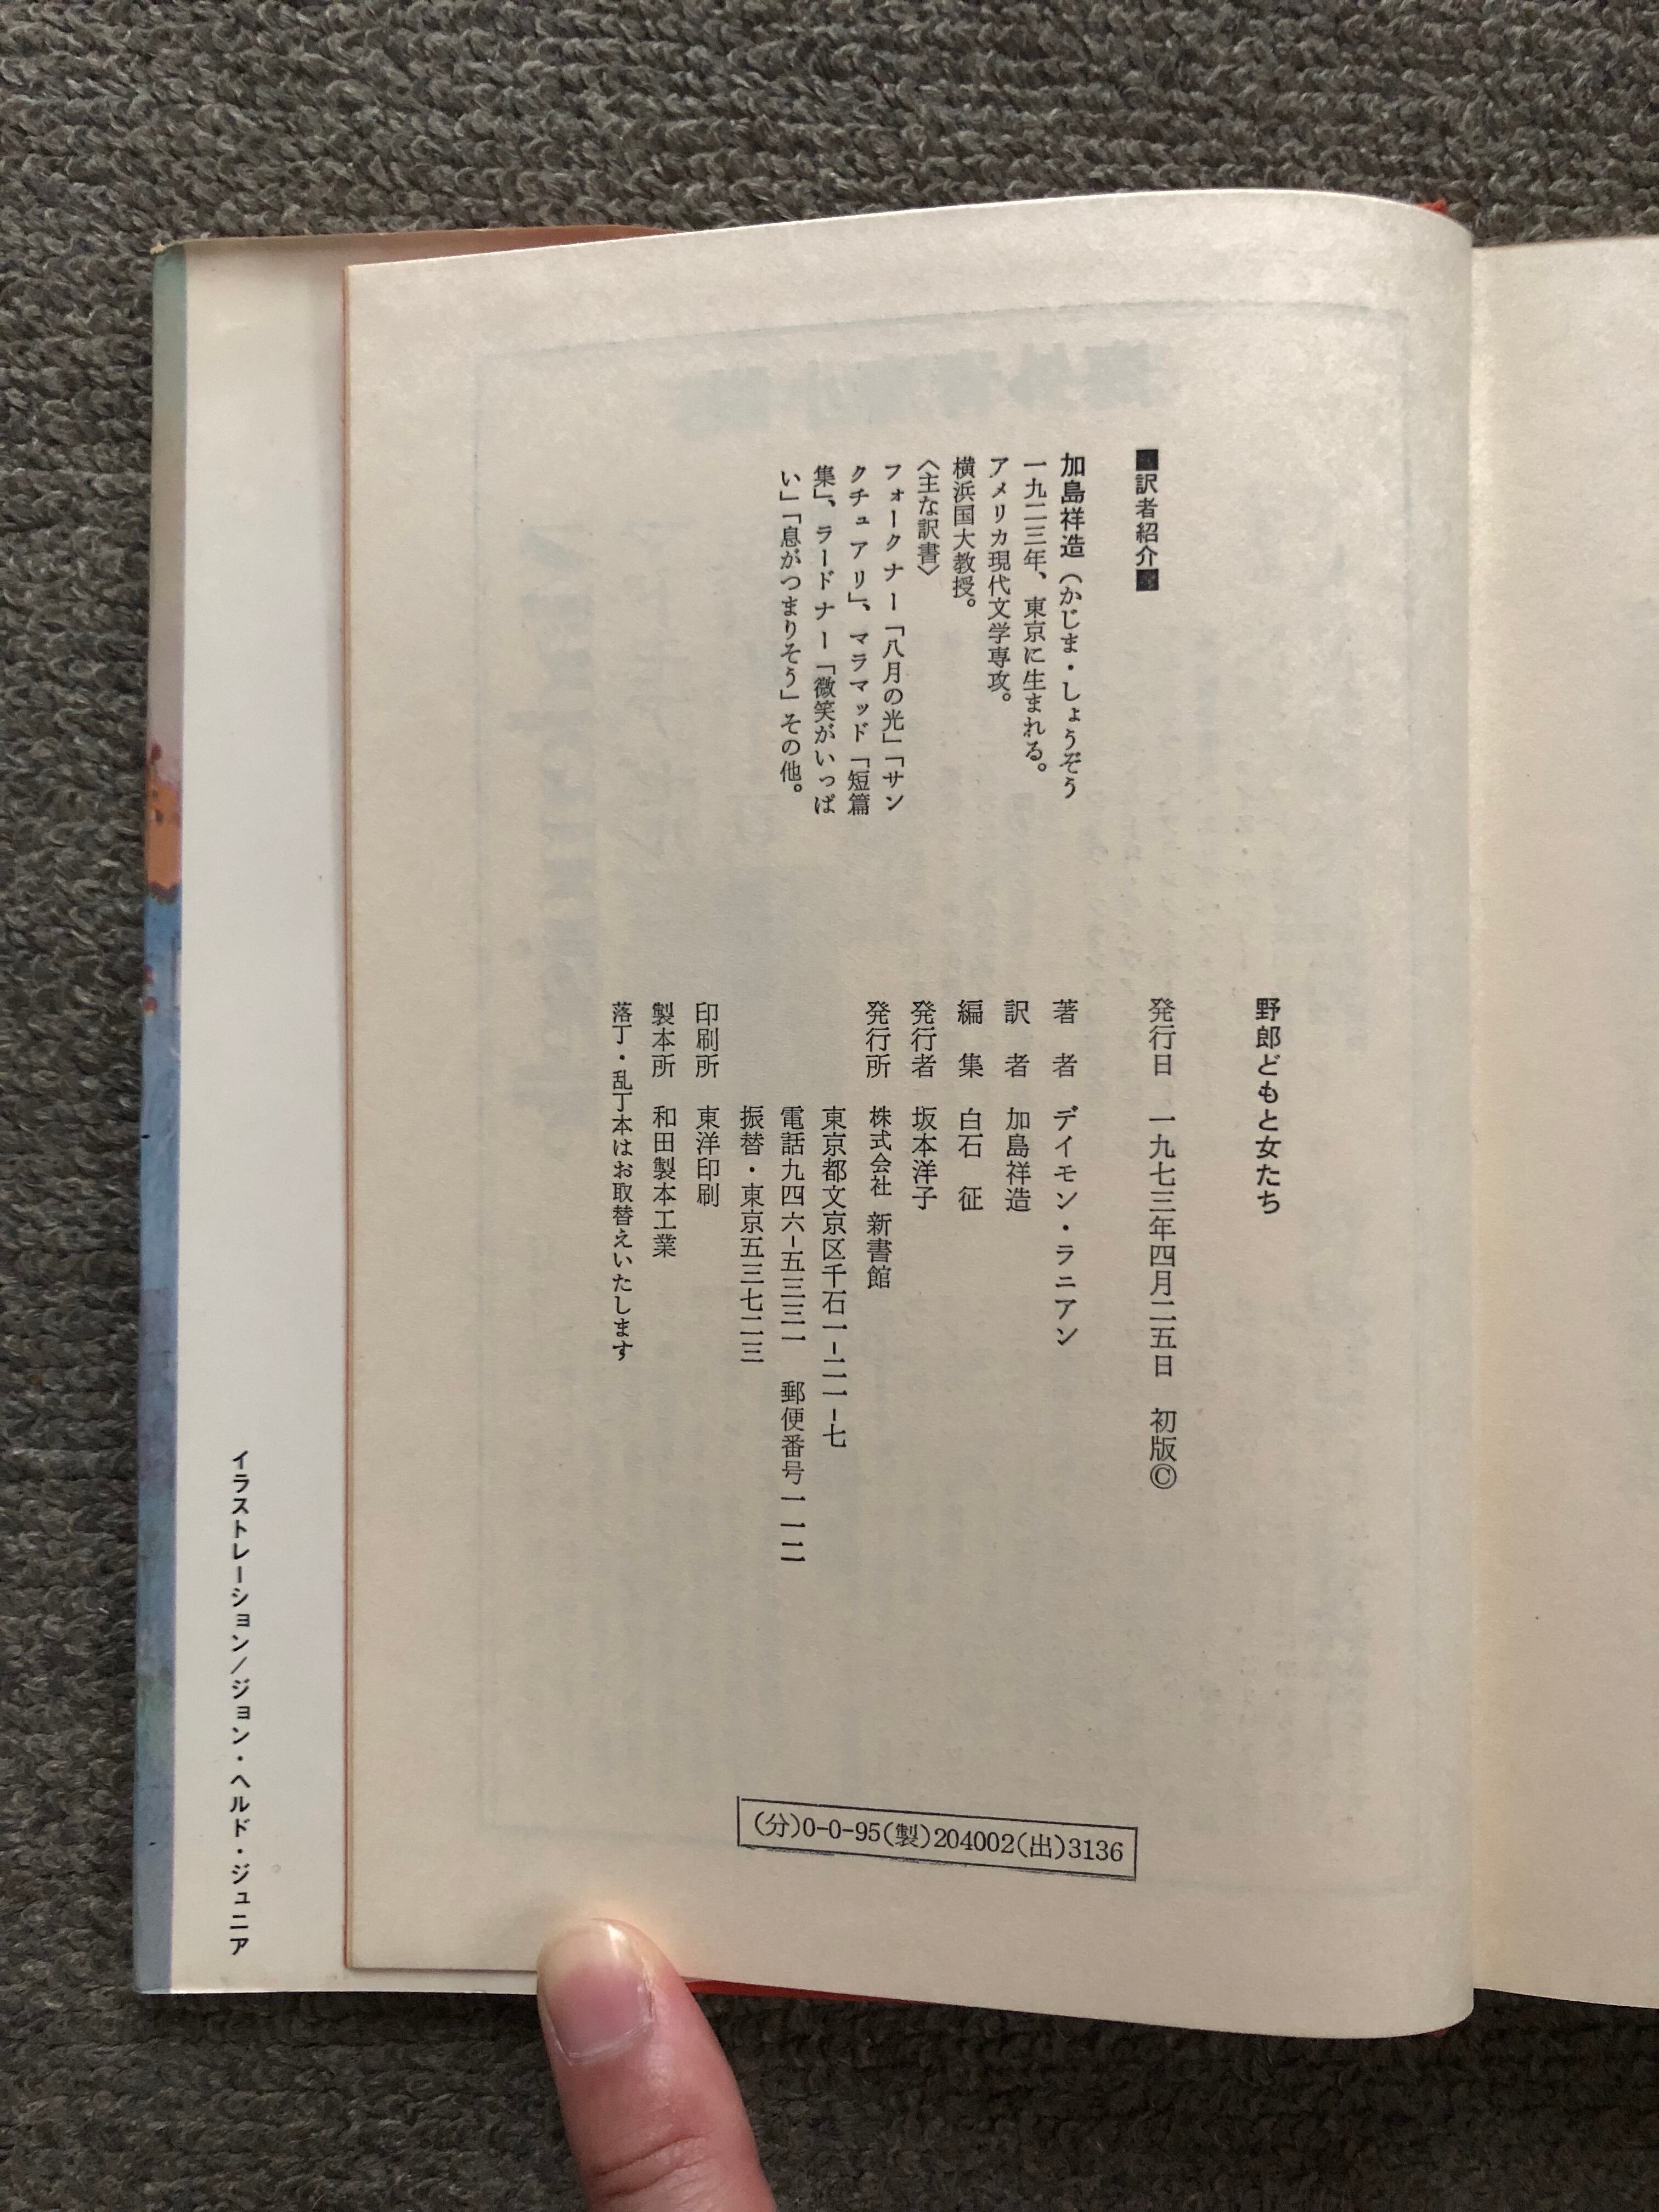 ■訳者紹介■
加島祥造（かじま・しょうぞう
一九二三年、東京に生まれる。
アメリカ現代文学専攻。
横浜国大教授。
〈主な訳書〉
フォークナー「八月の光」「サン
クチュアリ」、マラマッド「短篇
集」、ラードナー「微笑がいっぱ
い」「息がつまりそう」その他。
野郎どもと女たち
発行日　一九七三年四月二五日　初版©
著　者　デイモン・ラニアン
訳　者　加島祥造
編　集　白石　征
発行者　坂本洋子
発行所　株式会社　新書館
東京都文京区千石一-二一-七
電話九四六-五三三一　郵便番号一一二
振替・東京五三七二三
印刷所　東洋印刷
製本所　和田製本工業
落丁・乱丁本はお取替えいたします
(分)0-0-95(製)204002(出)3136
イラストレーション／ジョン・ヘルド・ジュニア